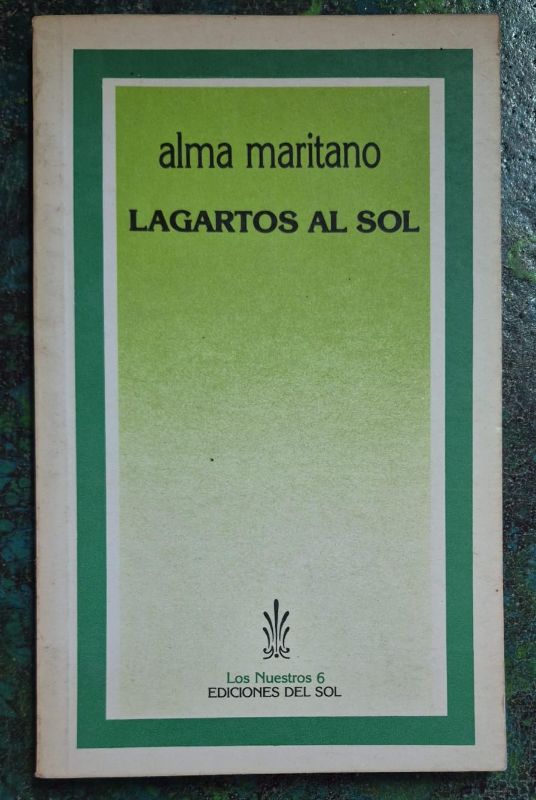 alma maritano
LAGARTOS AL SOL
Los Nuestros 6
EDICIONES DEL SOL